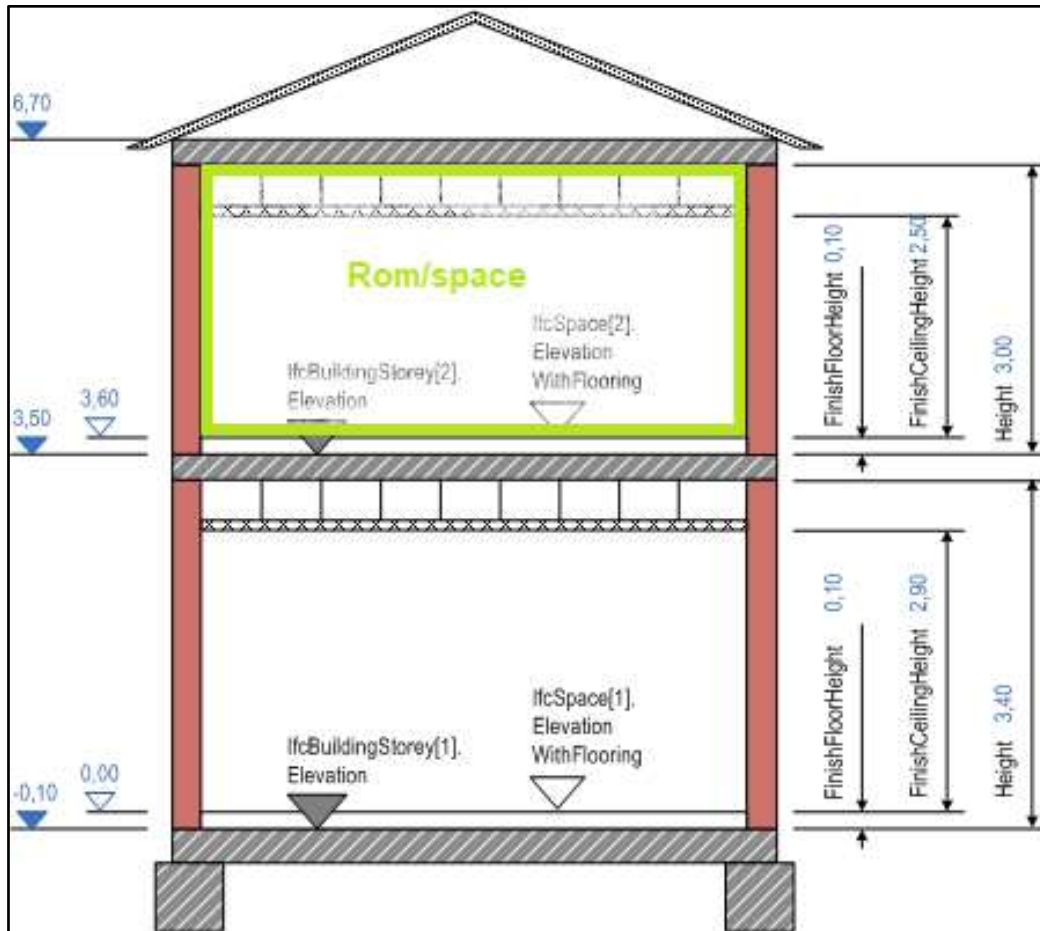 6,70
Rom/space
IfcSpace[2].
Elevation
WithFlooring
IfcBuildingStorey[2].
Elevation
3,60
3,50
FinishFloorHeight 0,10
FinishCeilingHeight 2,50
Height 3,00
IfcSpace[1].
Elevation
WithFlooring
IfcBuildingStorey[1].
Elevation
0,00
-0,10
FinishFloorHeight 0,10
FinishCeilingHeight 2,90
Height 3,40